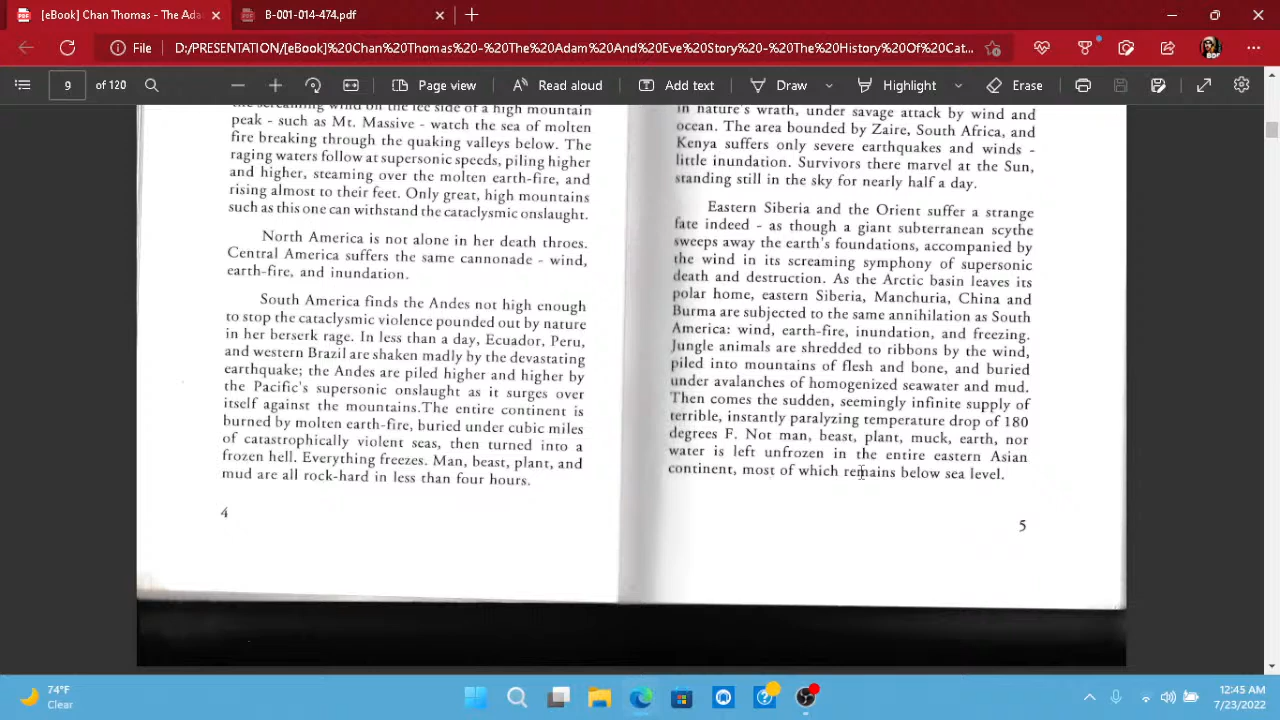 [eBook] Chan Thomas - The Ada
B-001-014-474.pdf
File
D:/PRESENTATION/[eBook]%20Chan%20Thomas%20-%20The%20Adam%20And%20Eve%20Story%20-%20The%20History%20Of%20Cat...
9 of 120
Page view
Read aloud
Add text
Draw
Highlight
Erase
the screaming wind on the lee side of a high mountain
peak - such as Mt. Massive - watch the sea of molten
fire breaking through the quaking valleys below. The
raging waters follow at supersonic speeds, piling higher
and higher, steaming over the molten earth-fire, and
rising almost to their feet. Only great, high mountains
such as this one can withstand the cataclysmic onslaught.
North America is not alone in her death throes.
Central America suffers the same cannonade - wind,
earth-fire, and inundation.
South America finds the Andes not high enough
to stop the cataclysmic violence pounded out by nature
in her berserk rage. In less than a day, Ecuador, Peru,
and western Brazil are shaken madly by the devastating
earthquake; the Andes are piled higher and higher by
the Pacific's supersonic onslaught as it surges over
itself against the mountains.The entire continent is
burned by molten earth-fire, buried under cubic miles
of catastrophically violent seas, then turned into a
frozen hell. Everything freezes. Man, beast, plant, and
mud are all rock-hard in less than four hours.
4
in nature's wrath, under savage attack by wind and
ocean. The area bounded by Zaire, South Africa, and
Kenya suffers only severe earthquakes and winds -
little inundation. Survivors there marvel at the Sun,
standing still in the sky for nearly half a day.
Eastern Siberia and the Orient suffer a strange
fate indeed - as though a giant subterranean scythe
sweeps away the earth's foundations, accompanied by
the wind in its screaming symphony of supersonic
death and destruction. As the Arctic basin leaves its
polar home, eastern Siberia, Manchuria, China and
Burma are subjected to the same annihilation as South
America: wind, earth-fire, inundation, and freezing.
Jungle animals are shredded to ribbons by the wind,
piled into mountains of flesh and bone, and buried
under avalanches of homogenized seawater and mud.
Then comes the sudden, seemingly infinite supply of
terrible, instantly paralyzing temperature drop of 180
degrees F. Not man, beast, plant, muck, earth, nor
water is left unfrozen in the entire eastern Asian
continent, most of which remains below sea level.
5
74°F
Clear
12:45 AM
7/23/2022